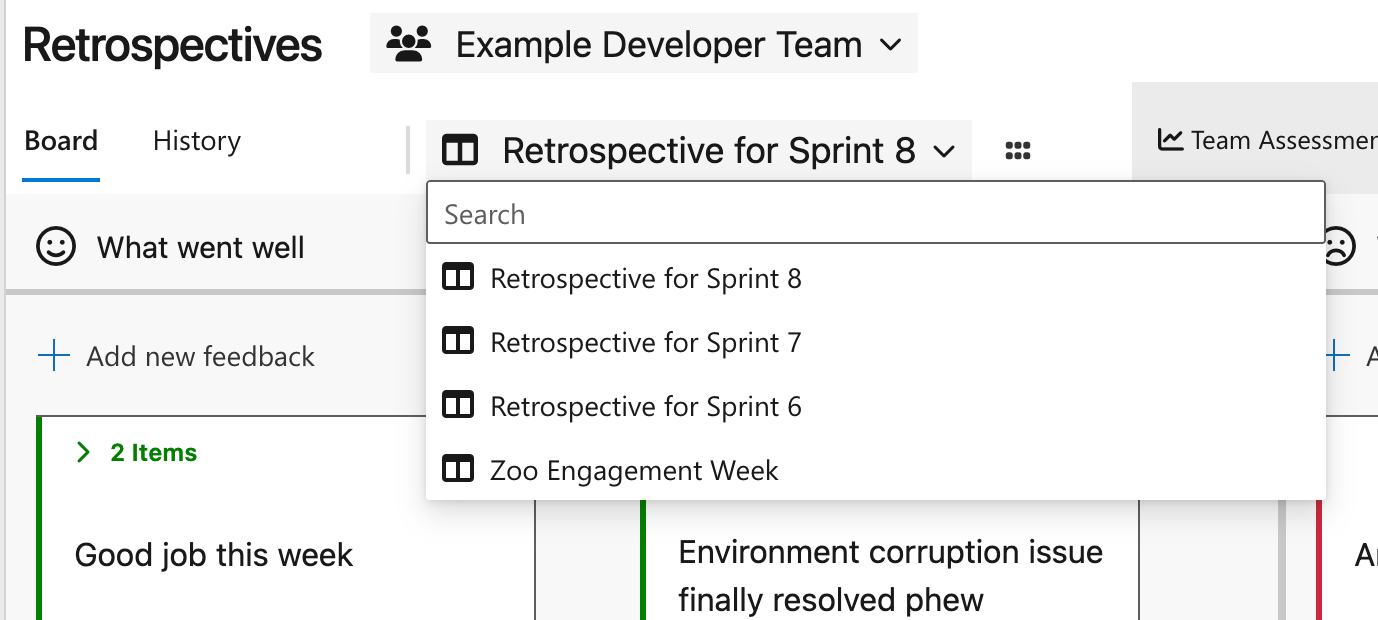 Retrospectives
Example Developer Team
Board
History
Retrospective for Sprint 8
Team
Search
What went well
Retrospective for Sprint 8
Retrospective for Sprint 7
Retrospective for Sprint 6
Zoo Engagement Week
Add new feedback
2 Items
Good job this week
Environment corruption issue
finally resolved phew